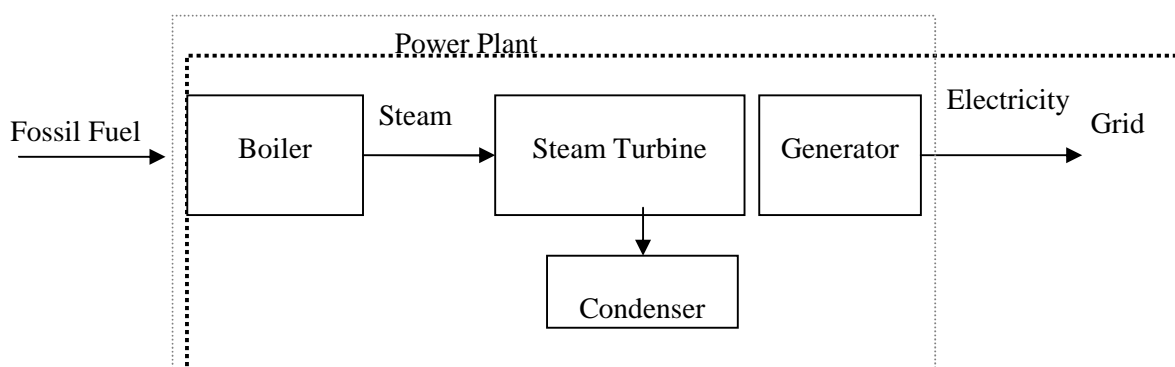 Power Plant
Fossil Fuel
Boiler
Steam
Steam Turbine
Generator
Electricity
Grid
Condenser